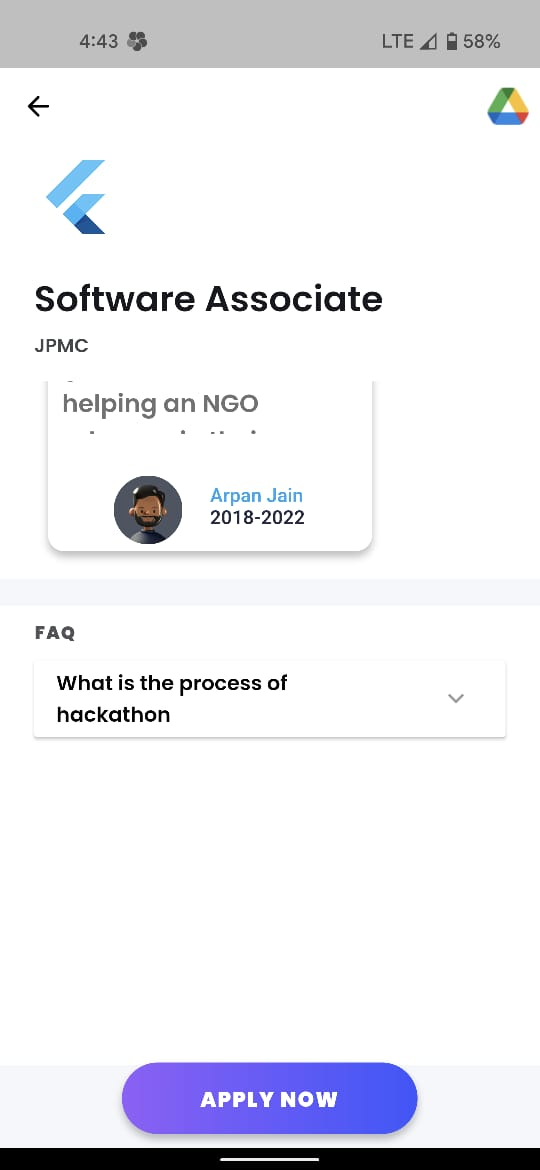 4:43 LTE 58%
Software Associate
JPMC
helping an NGO
Arpan Jain
2018-2022
FAQ
What is the process of
hackathon
APPLY NOW